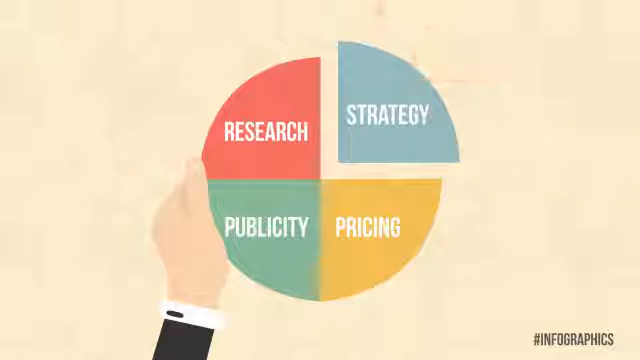 STRATEGY
RESEARCH
PUBLICITY
PRICING
#INFOGRAPHICS